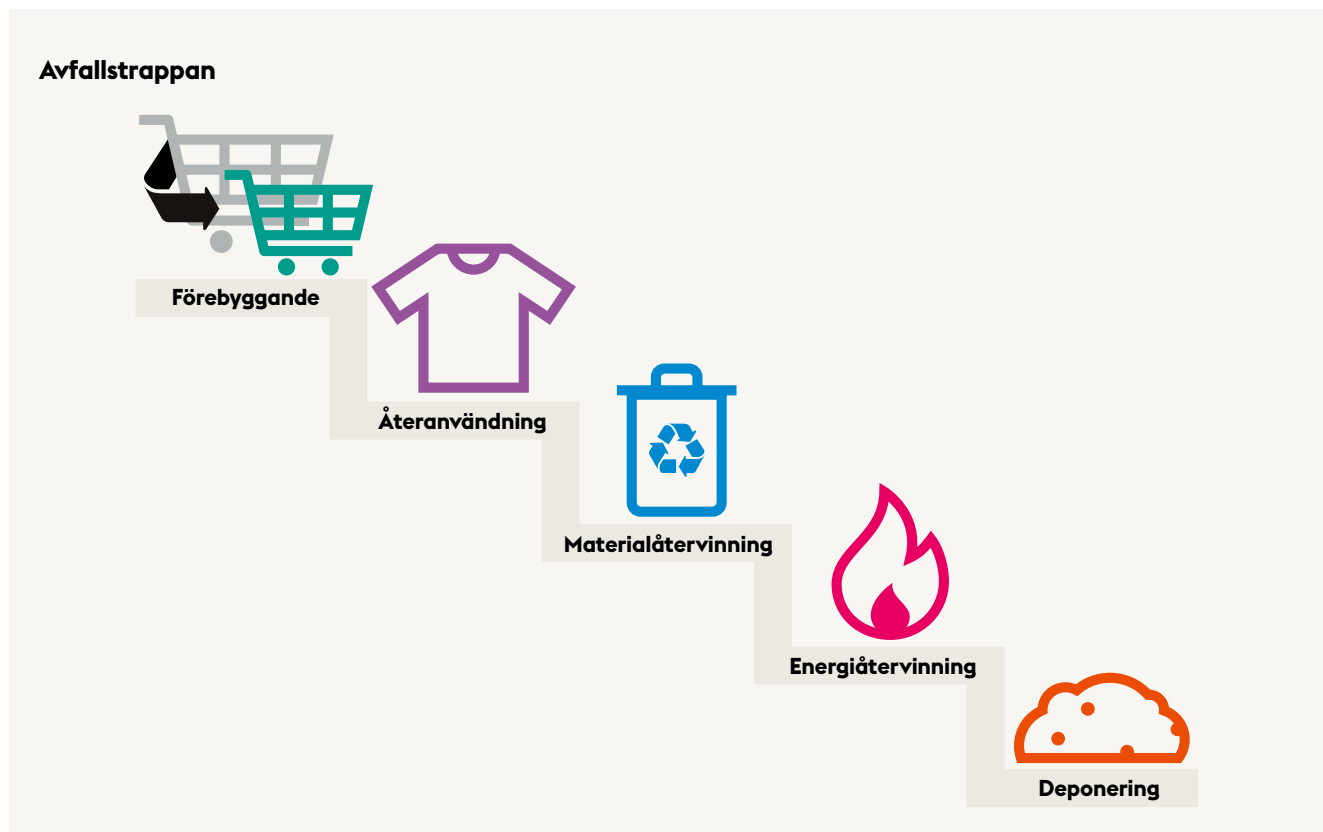 Avfallstrappan
Förebyggande
Återanvändning
Materialåtervinning
Energiåtervinning
Deponering